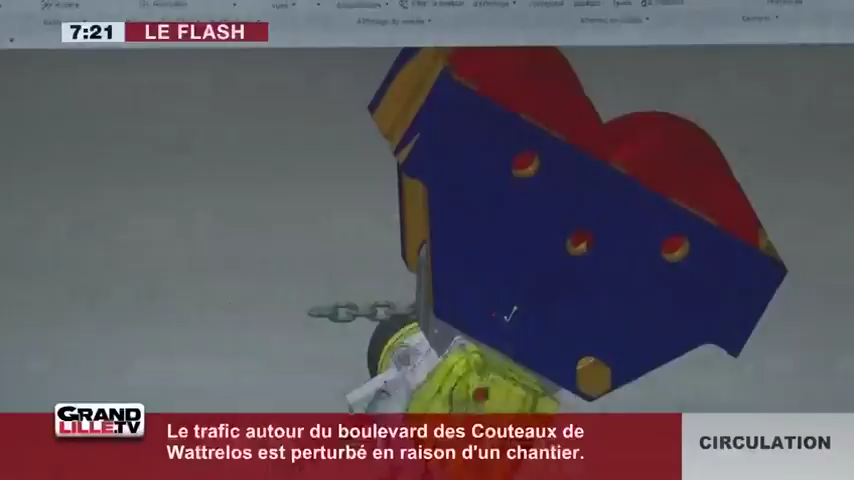 7:21 LE FLASH
GRAND
LILLE.TV
Le trafic autour du boulevard des Couteaux de
Wattrelos est perturbé en raison d'un chantier.
CIRCULATION